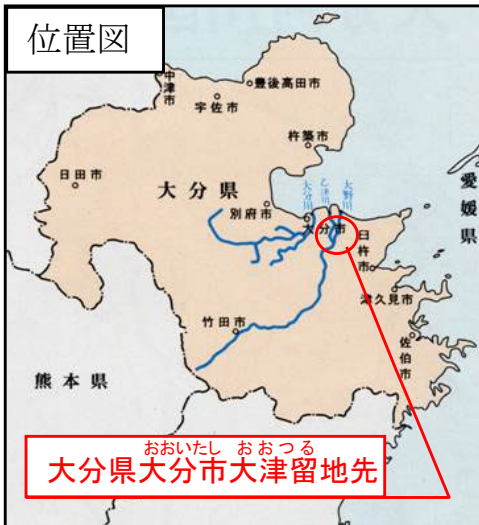 位置図
中津市
豊後高田市
宇佐市
杵築市
日田市
大分県
別府市
大分川
乙津川
大野川
大分市
臼杵市
愛媛県
津久見市
竹田市
佐伯市
熊本県
おおいたし おおつる
大分県大分市大津留地先